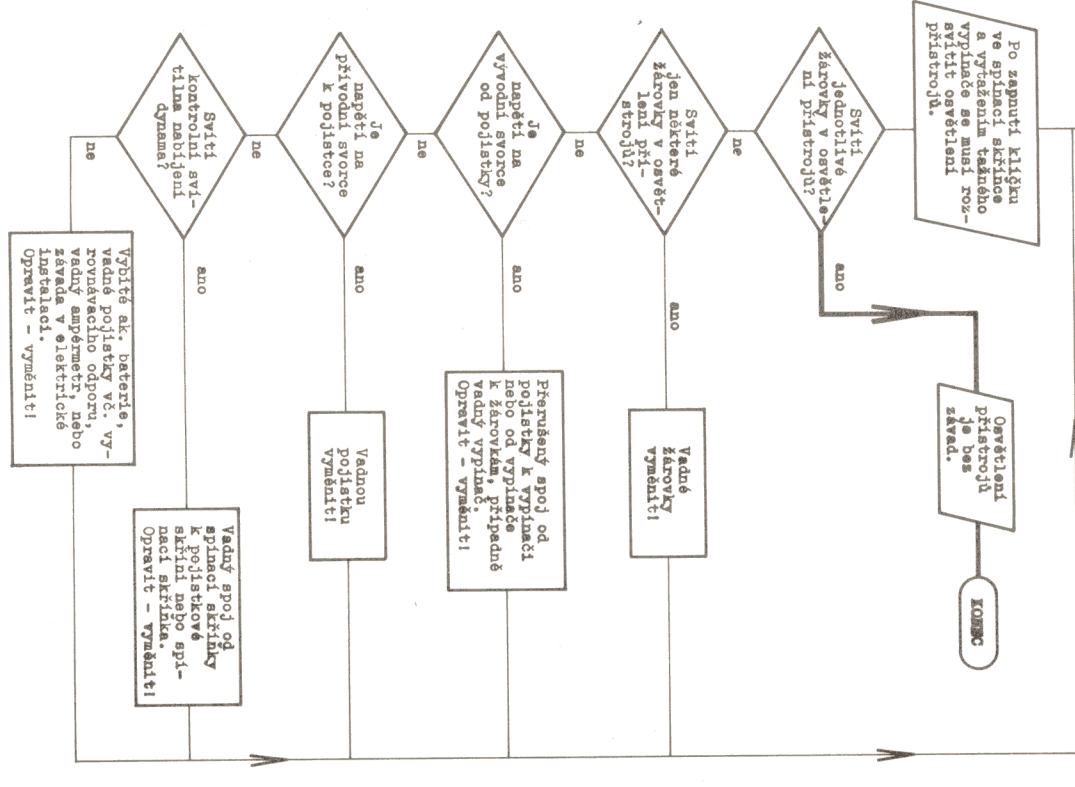 Po zapnutí klíčku
ve spínací skříňce
a vytažením tažného
vypínače se musí roz-
svítit osvětlení
přístrojů.
Svítí
jednotlivé
žárovky v osvětle-
ní přístrojů?
ano
Osvětlení
přístrojů
je bez
závad.
KONEC
ne
Svítí
jen některé
žárovky v osvět-
lení pří-
strojů?
ano
Vadné
žárovky
vyměnit!
ne
Je
napětí na
vývodní svorce
od pojistky?
ano
Přerušený spoj od
pojistky k vypínači
nebo od vypínače
k žárovkám, případně
vadný vypínač.
Opravit - vyměnit!
ne
Je
napětí na
přívodní svorce
k pojistce?
ano
Vadnou
pojistku
vyměnit!
ne
Svítí
kontrolní sví-
tilna nabíjení
dynama?
ano
Vadný spoj od
spínací skříňky
k pojistkové
skříni nebo spí-
nací skříňka.
Opravit - vyměnit!
ne
Vybité ak. baterie,
vadné pojistky vč. vy-
rovnávacího odporu,
vadný ampérmetr, nebo
závada v elektrické
instalaci.
Opravit - vyměnit!